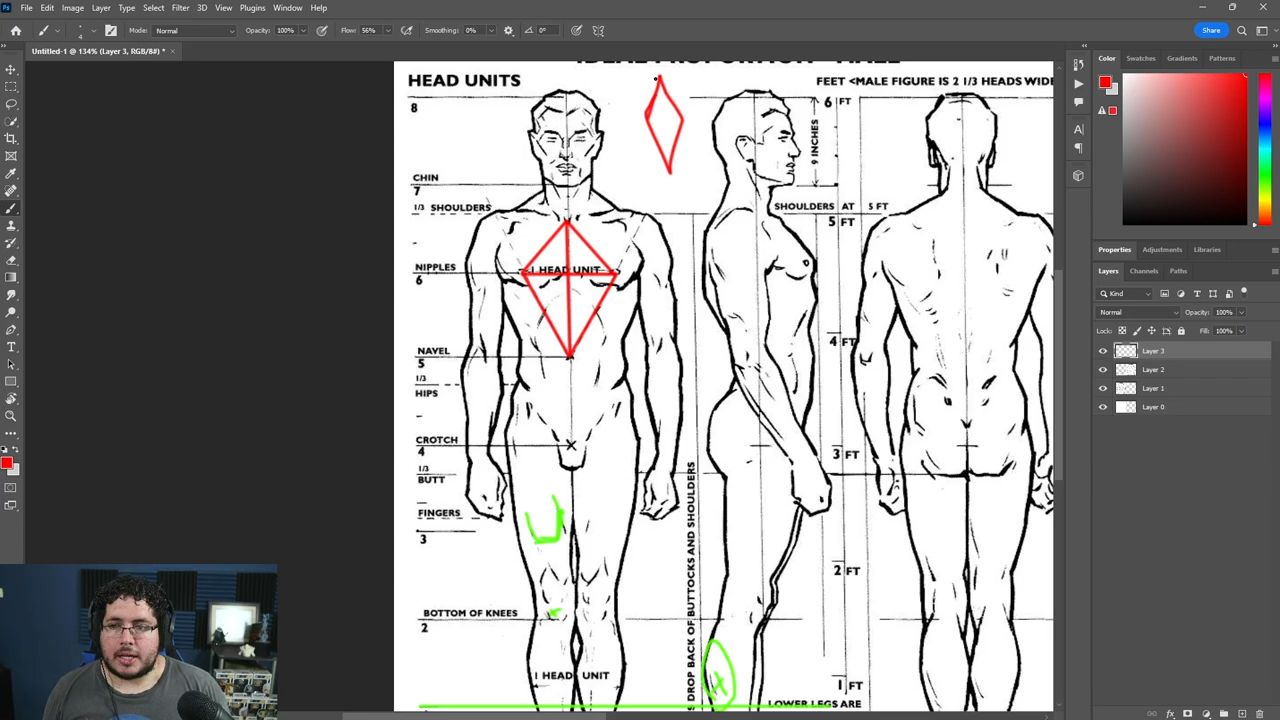 File Edit Image Layer Type Select Filter 3D View Plugins Window Help
Mode: Normal Opacity: 100% Flow: 56% Smoothing: 0% 0° Share
Untitled-1 @ 134% (Layer 3, RGB/8#) *
IDEAL PROPORTION - MALE
HEAD UNITS
FEET <MALE FIGURE IS 2 1/3 HEADS WIDE
8
6 FT
9 INCHES
CHIN
7
1/3 SHOULDERS
SHOULDERS AT 5 FT
5 FT
NIPPLES
6
1 HEAD UNIT
4 FT
NAVEL
5
1/3
HIPS
CROTCH
4
3 FT
1/3
BUTT
FINGERS
3
2 FT
BOTTOM OF KNEES
2
DROP BACK OF BUTTOCKS AND SHOULDERS
1 HEAD UNIT
1 FT
LOWER LEGS ARE
Color Swatches Gradients Patterns
Properties Adjustments Libraries
Layers Channels Paths
Kind
Normal Opacity: 100%
Lock: Fill: 100%
Layer 3
Layer 2
Layer 1
Layer 0